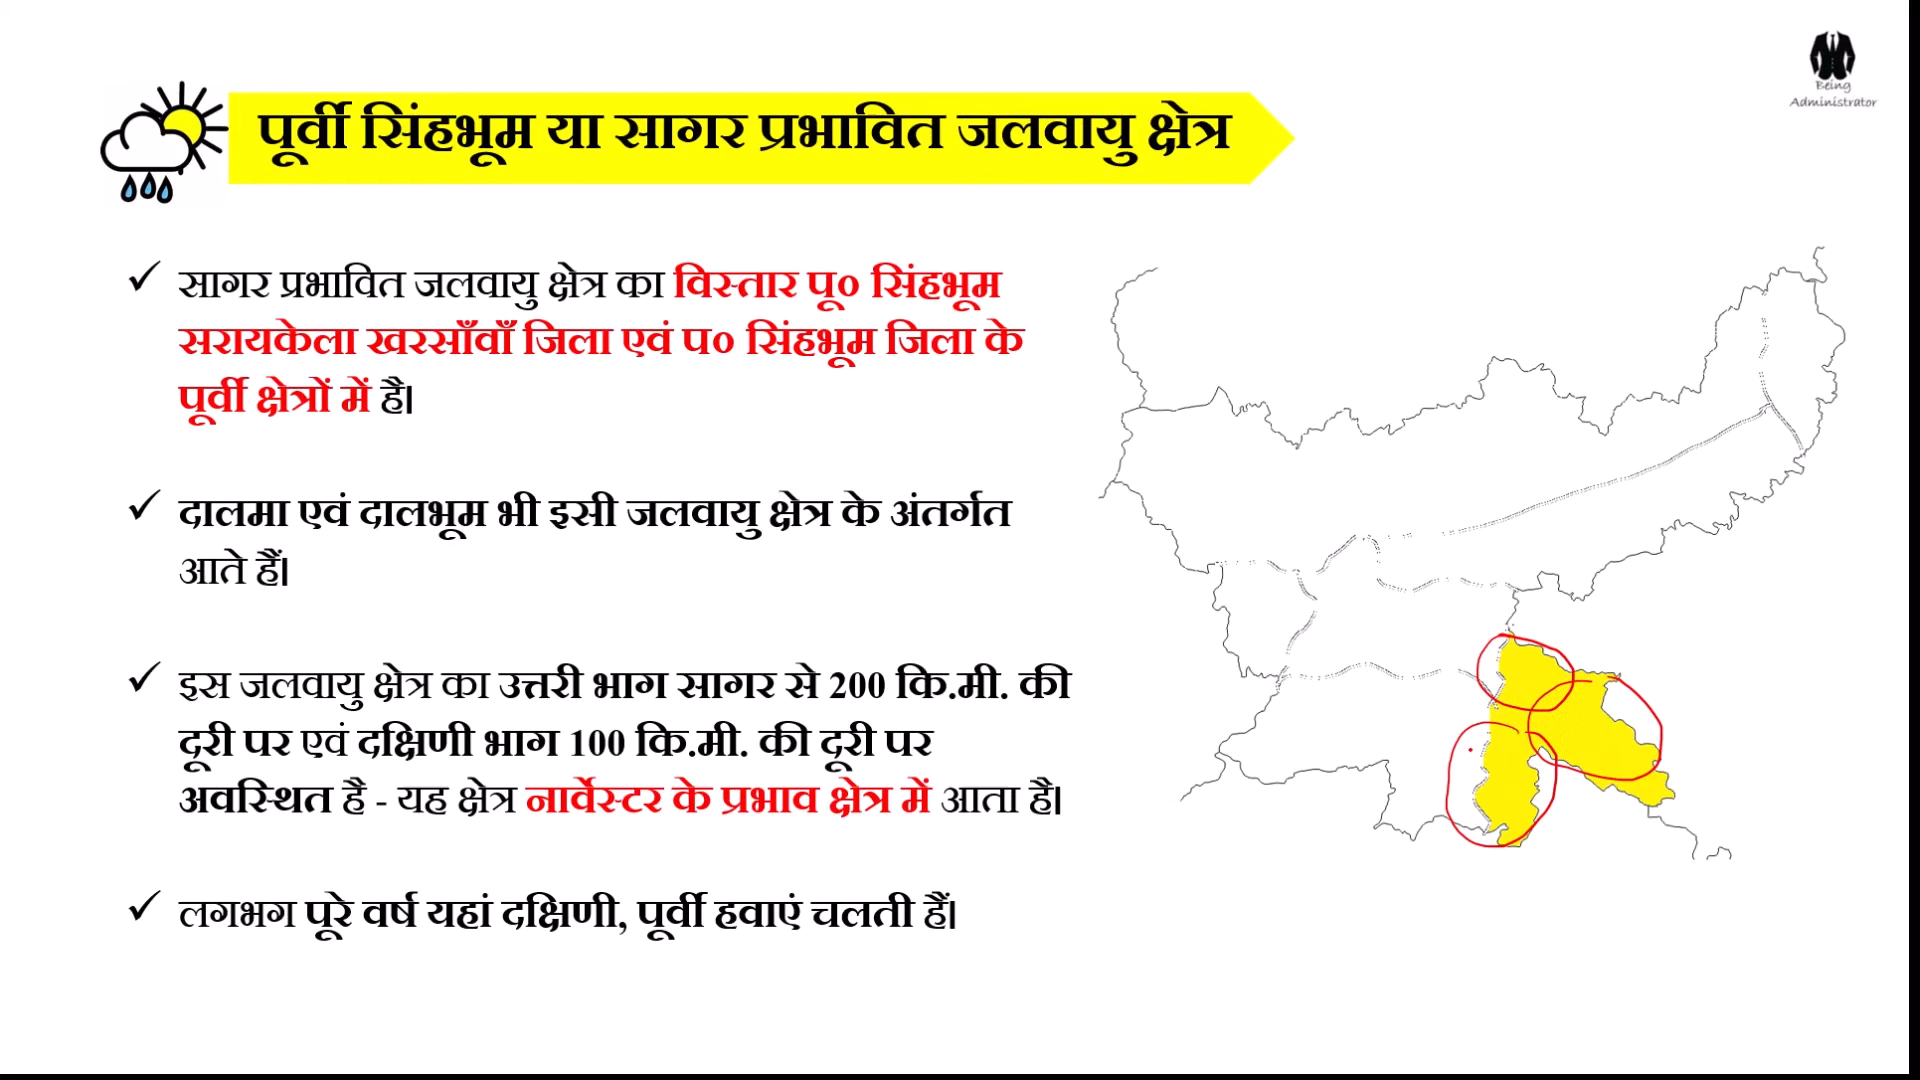 Being
Administrator
पूर्वी सिंहभूम या सागर प्रभावित जलवायु क्षेत्र
✓ सागर प्रभावित जलवायु क्षेत्र का विस्तार पू० सिंहभूम
सरायकेला खरसाँवाँ जिला एवं प० सिंहभूम जिला के
पूर्वी क्षेत्रों में है।
✓ दालमा एवं दालभूम भी इसी जलवायु क्षेत्र के अंतर्गत
आते हैं।
✓ इस जलवायु क्षेत्र का उत्तरी भाग सागर से 200 कि.मी. की
दूरी पर एवं दक्षिणी भाग 100 कि.मी. की दूरी पर
अवस्थित है - यह क्षेत्र नार्वेस्टर के प्रभाव क्षेत्र में आता है।
✓ लगभग पूरे वर्ष यहां दक्षिणी, पूर्वी हवाएं चलती हैं।